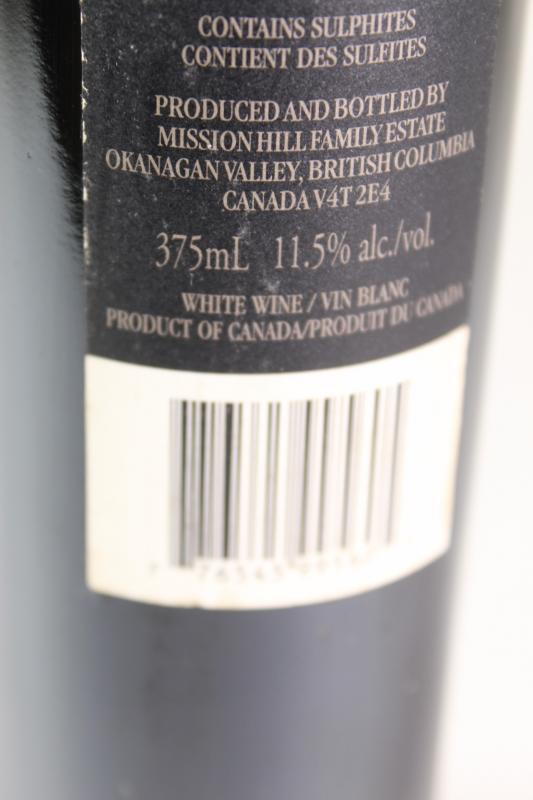 CONTAINS SULPHITES
CONTIENT DES SULFITES
PRODUCED AND BOTTLED BY
MISSION HILL FAMILY ESTATE
OKANAGAN VALLEY, BRITISH COLUMBIA
CANADA V4T 2E4
375mL 11.5% alc./vol.
WHITE WINE / VIN BLANC
PRODUCT OF CANADA/PRODUIT DU CANADA